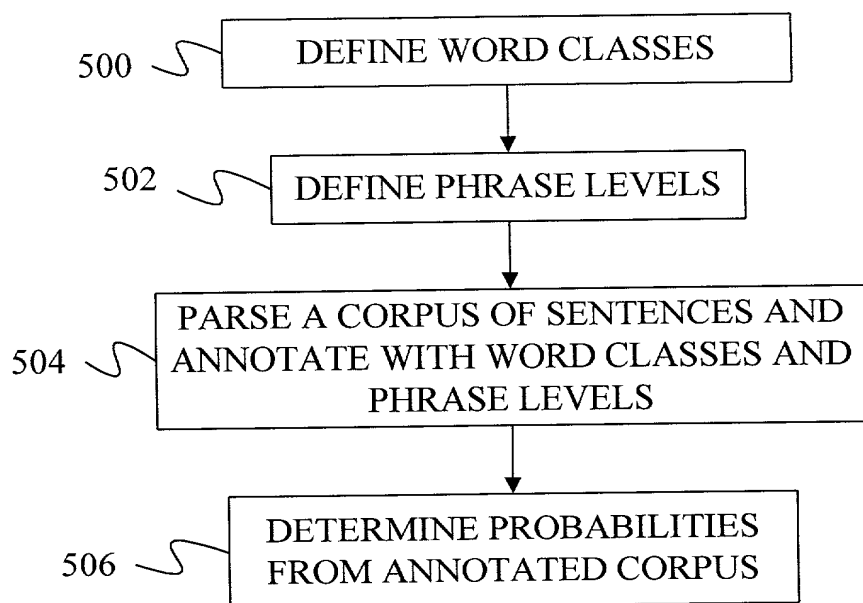 500
DEFINE WORD CLASSES
502
DEFINE PHRASE LEVELS
504
PARSE A CORPUS OF SENTENCES AND
ANNOTATE WITH WORD CLASSES AND
PHRASE LEVELS
506
DETERMINE PROBABILITIES
FROM ANNOTATED CORPUS